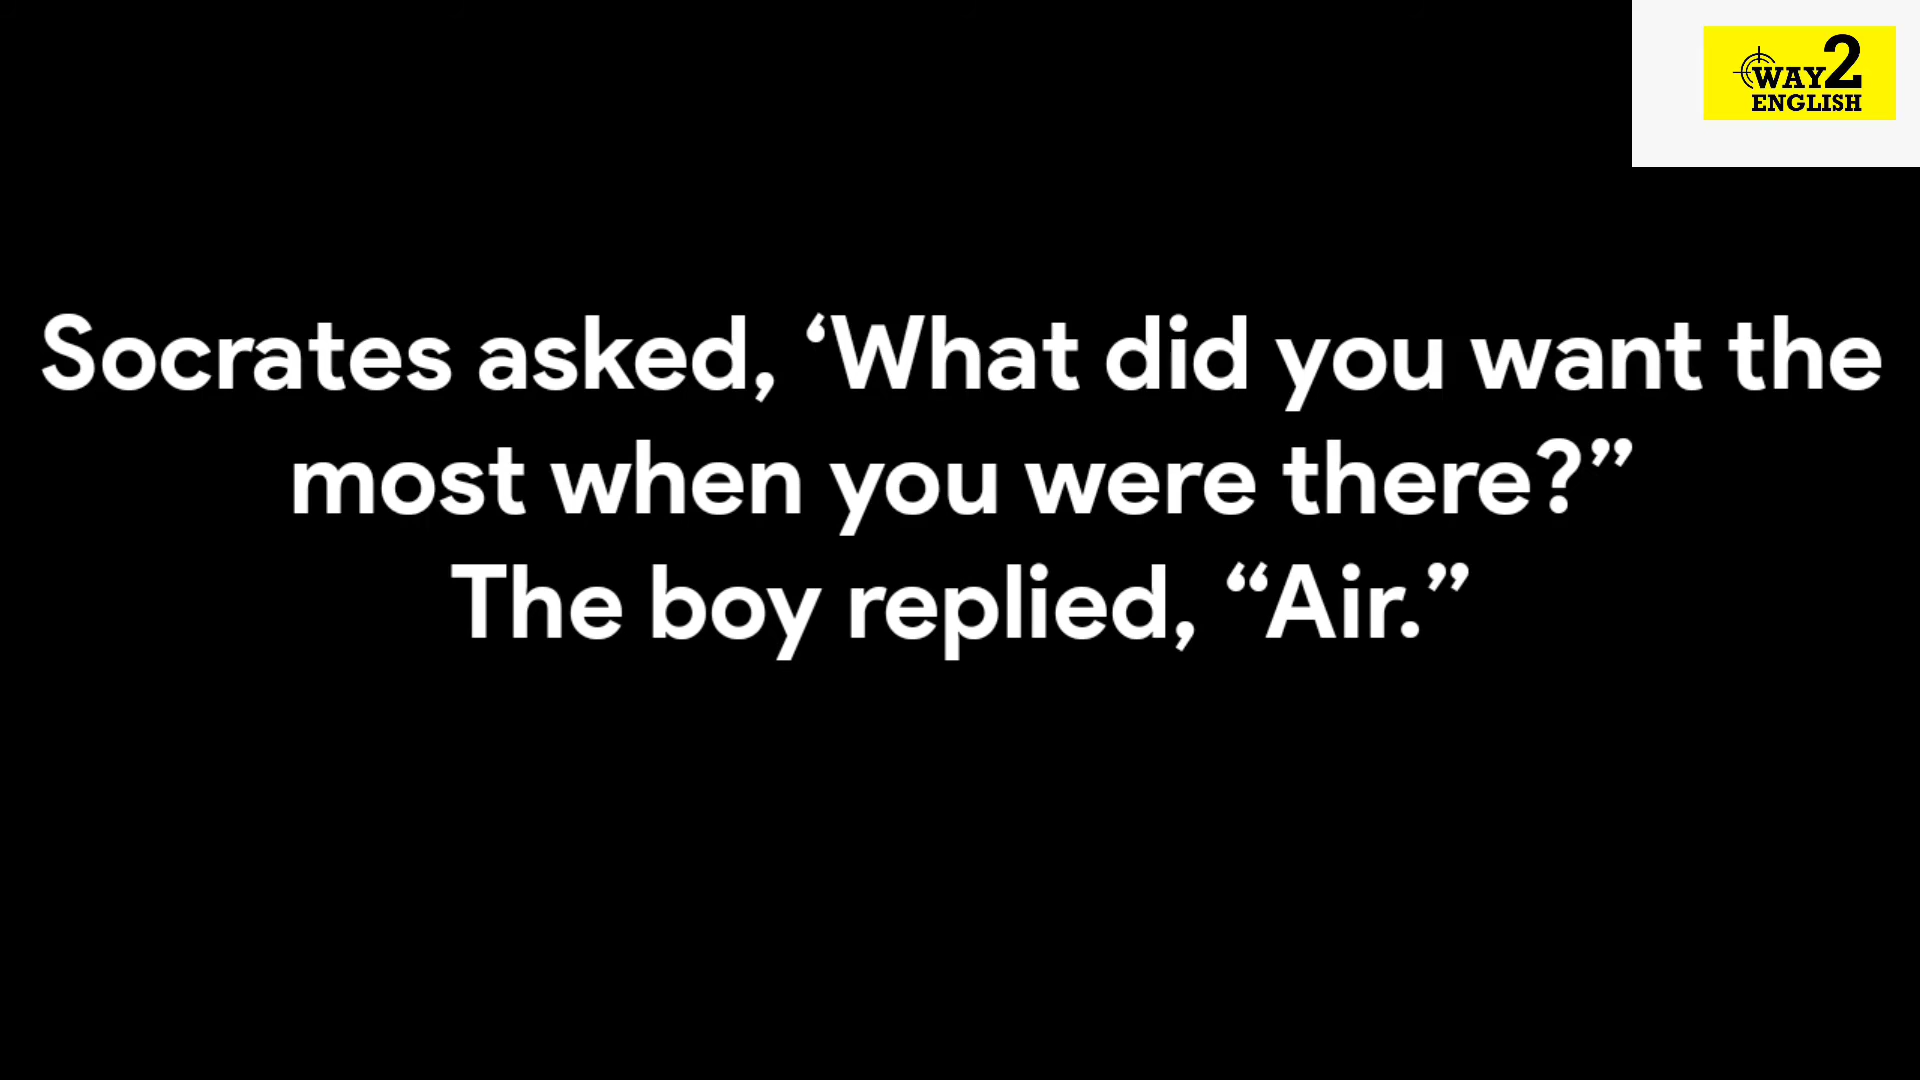 WAY2
ENGLISH
Socrates asked, ‘What did you want the
most when you were there?”
The boy replied, “Air.”